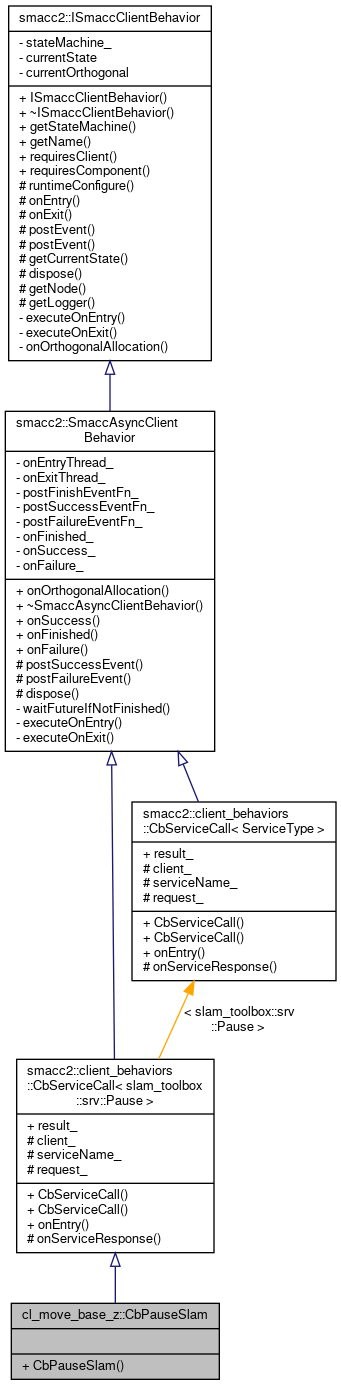 smacc2::ISmaccClientBehavior
- stateMachine_
- currentState
- currentOrthogonal
+ ISmaccClientBehavior()
+ ~ISmaccClientBehavior()
+ getStateMachine()
+ getName()
+ requiresClient()
+ requiresComponent()
# runtimeConfigure()
# onEntry()
# onExit()
# postEvent()
# postEvent()
# getCurrentState()
# dispose()
# getNode()
# getLogger()
- executeOnEntry()
- executeOnExit()
- onOrthogonalAllocation()
smacc2::SmaccAsyncClient
Behavior
- onEntryThread_
- onExitThread_
- postFinishEventFn_
- postSuccessEventFn_
- postFailureEventFn_
- onFinished_
- onSuccess_
- onFailure_
+ onOrthogonalAllocation()
+ ~SmaccAsyncClientBehavior()
+ onSuccess()
+ onFinished()
+ onFailure()
# postSuccessEvent()
# postFailureEvent()
# dispose()
- waitFutureIfNotFinished()
- executeOnEntry()
- executeOnExit()
smacc2::client_behaviors
::CbServiceCall< ServiceType >
+ result_
# client_
# serviceName_
# request_
+ CbServiceCall()
+ CbServiceCall()
+ onEntry()
# onServiceResponse()
< slam_toolbox::srv
::Pause >
smacc2::client_behaviors
::CbServiceCall< slam_toolbox
::srv::Pause >
+ result_
# client_
# serviceName_
# request_
+ CbServiceCall()
+ CbServiceCall()
+ onEntry()
# onServiceResponse()
cl_move_base_z::CbPauseSlam
+ CbPauseSlam()